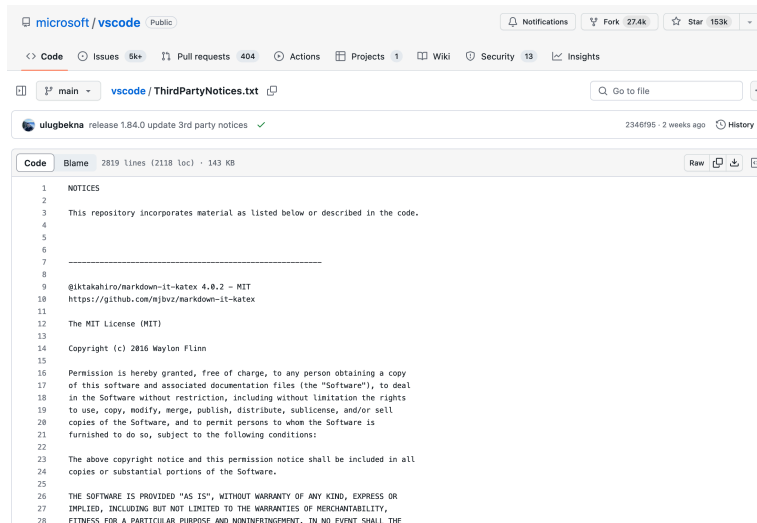 microsoft / vscode Public
Notifications
Fork 27.4k
Star 153k
Code
Issues 5k+
Pull requests 404
Actions
Projects 1
Wiki
Security 13
Insights
main
vscode / ThirdPartyNotices.txt
Go to file
ulugbekna release 1.84.0 update 3rd party notices
2346f95 · 2 weeks ago
History
Code
Blame
2819 lines (2118 loc) · 143 KB
Raw
1 NOTICES
2
3 This repository incorporates material as listed below or described in the code.
4
5
6
7 ---------------------------------------------------------
8
9 @iktakahiro/markdown-it-katex 4.0.2 - MIT
10 https://github.com/mjbvz/markdown-it-katex
11
12 The MIT License (MIT)
13
14 Copyright (c) 2016 Waylon Flinn
15
16 Permission is hereby granted, free of charge, to any person obtaining a copy
17 of this software and associated documentation files (the "Software"), to deal
18 in the Software without restriction, including without limitation the rights
19 to use, copy, modify, merge, publish, distribute, sublicense, and/or sell
20 copies of the Software, and to permit persons to whom the Software is
21 furnished to do so, subject to the following conditions:
22
23 The above copyright notice and this permission notice shall be included in all
24 copies or substantial portions of the Software.
25
26 THE SOFTWARE IS PROVIDED "AS IS", WITHOUT WARRANTY OF ANY KIND, EXPRESS OR
27 IMPLIED, INCLUDING BUT NOT LIMITED TO THE WARRANTIES OF MERCHANTABILITY,
28 FITNESS FOR A PARTICULAR PURPOSE AND NONINFRINGEMENT. IN NO EVENT SHALL THE